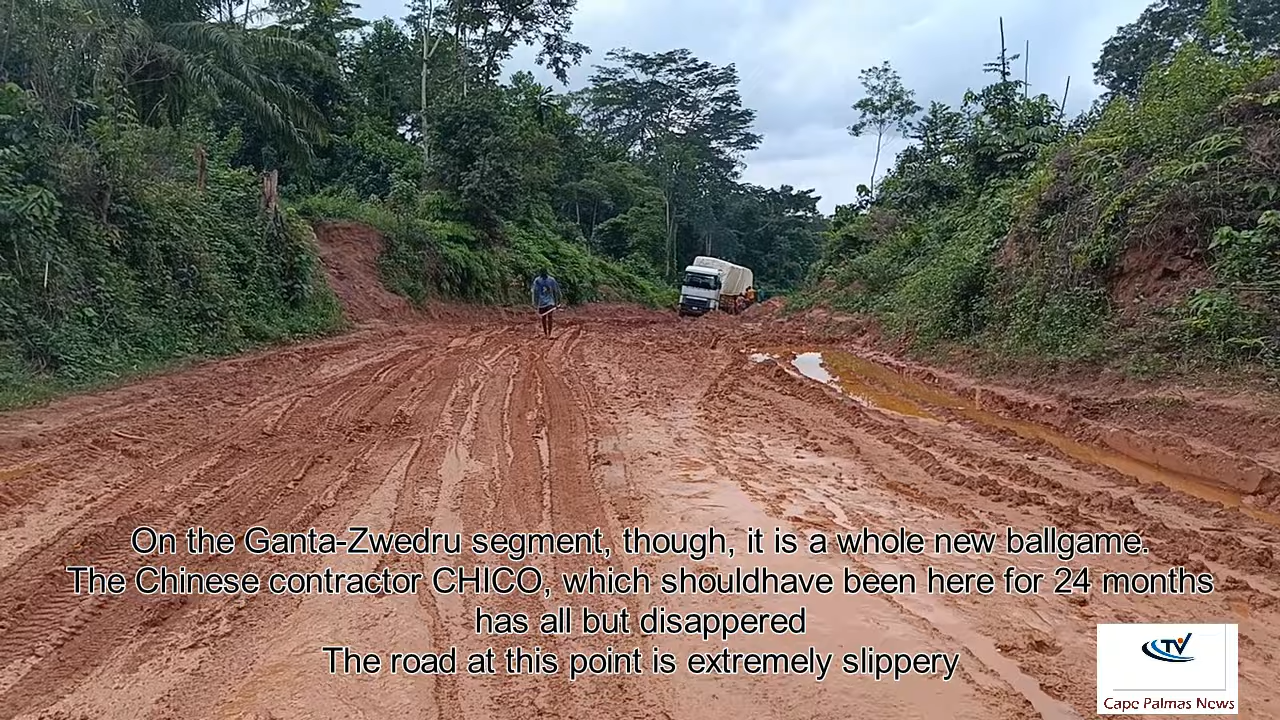 On the Ganta-Zwedru segment, though, it is a whole new ballgame.
The Chinese contractor CHICO, which shouldhave been here for 24 months
has all but disappered
The road at this point is extremely slippery
TV
Cape Palmas News